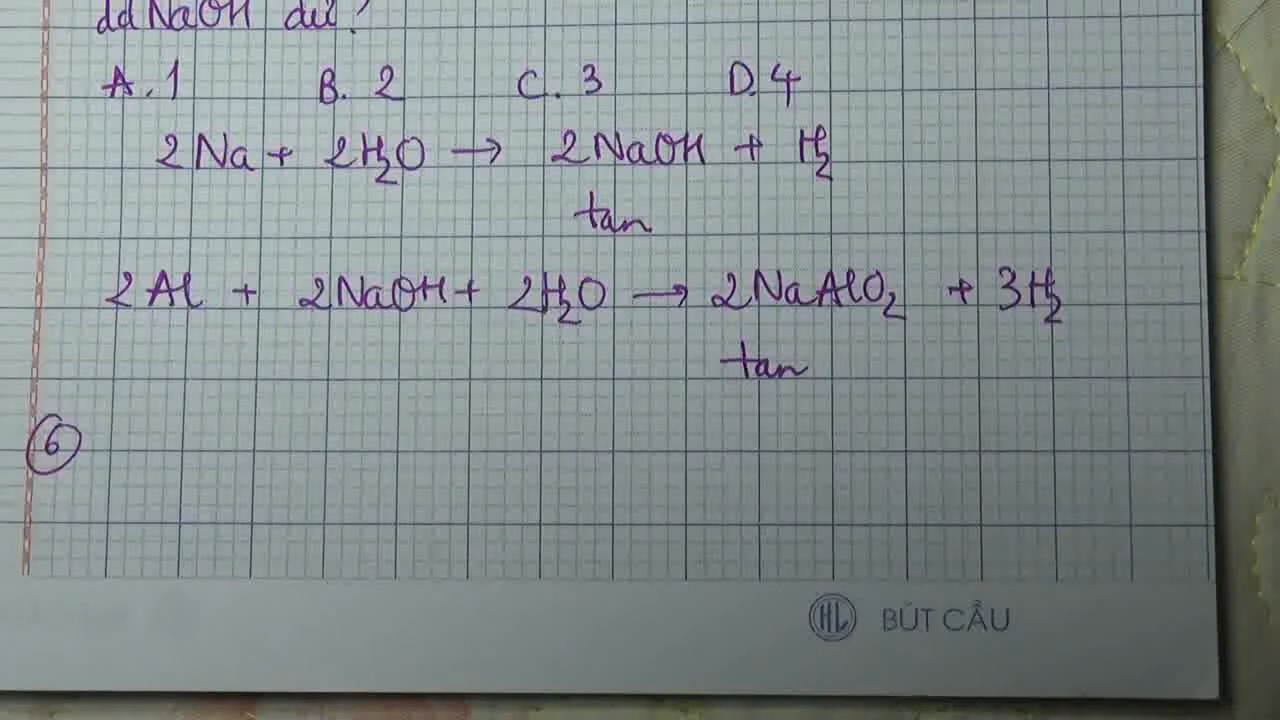 dd NaOH dư?
A. 1 B. 2 C. 3 D. 4
2Na + 2H₂O → 2NaOH + H₂
tan
2Al + 2NaOH + 2H₂O → 2NaAlO₂ + 3H₂
tan
6
HL BÚT CẦU